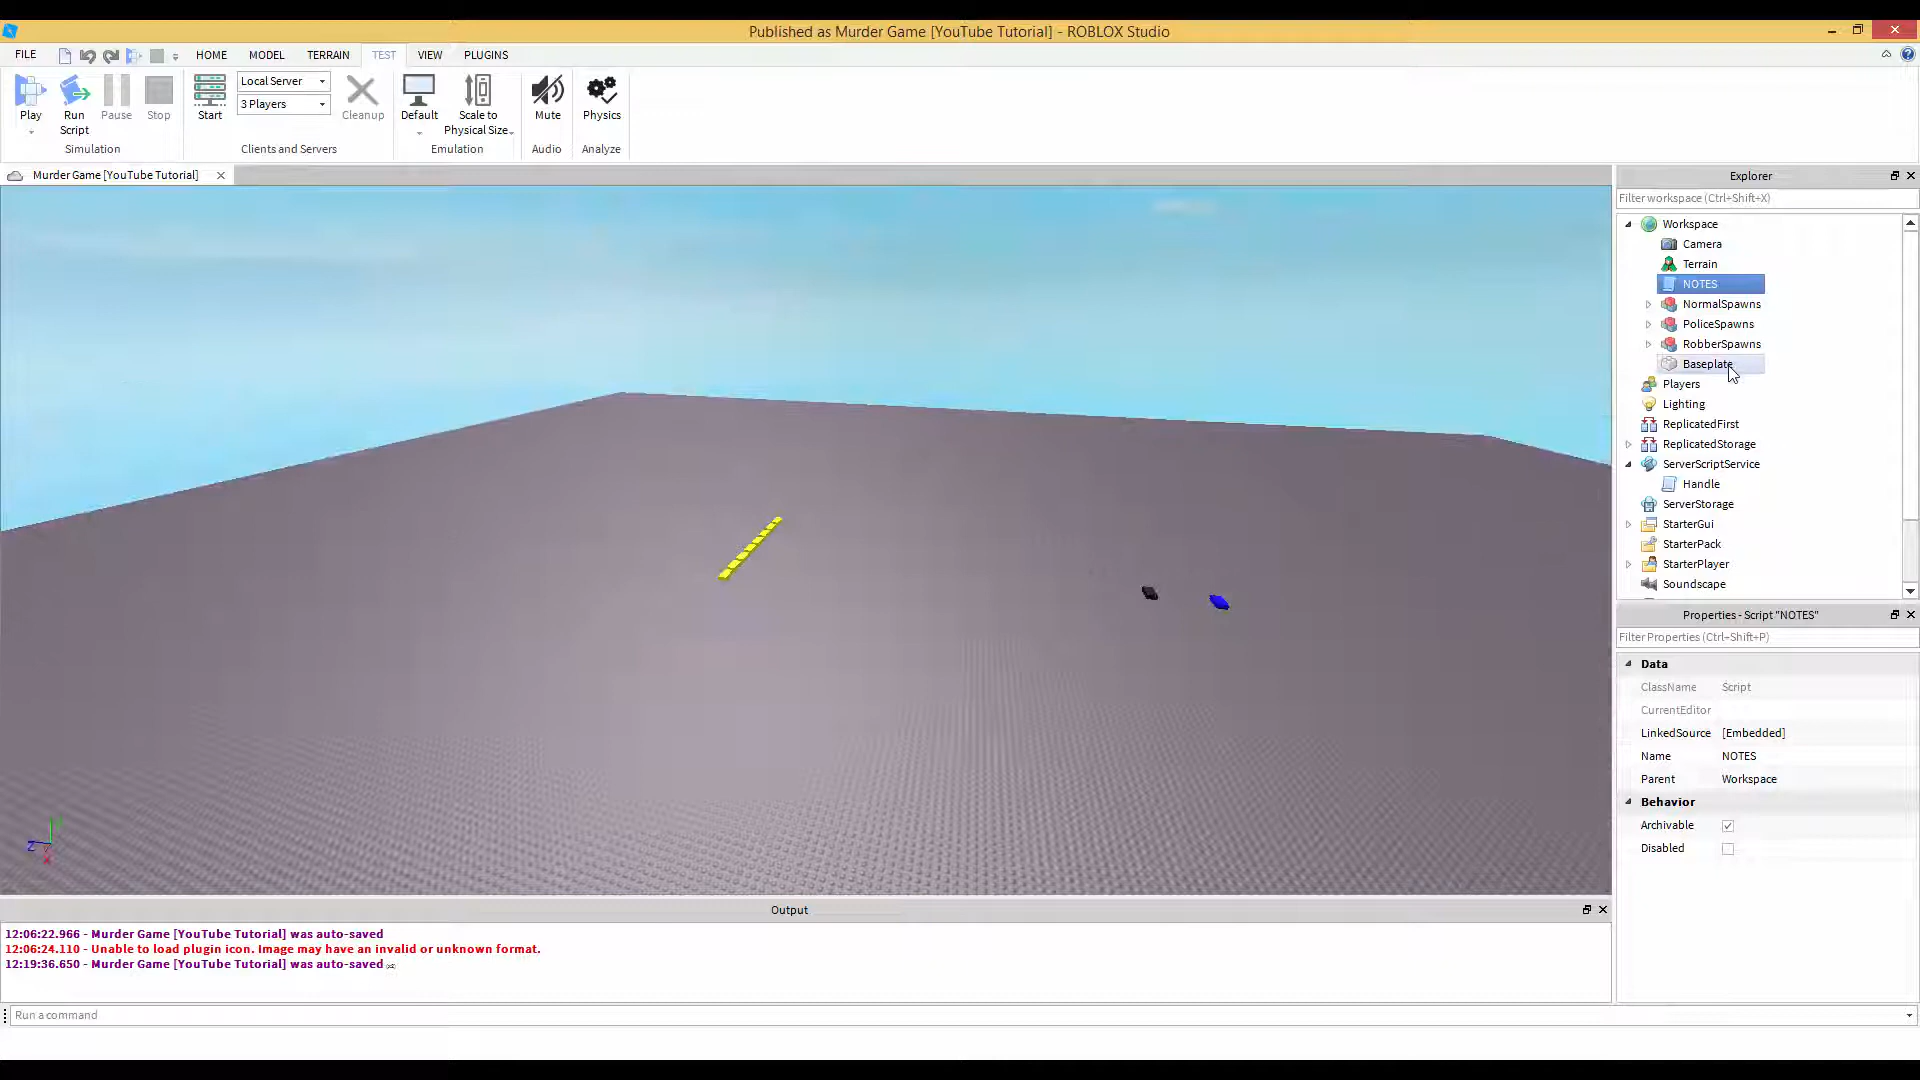 Published as Murder Game [YouTube Tutorial] - ROBLOX Studio
FILE HOME MODEL TERRAIN TEST VIEW PLUGINS
Play
Run Script
Pause
Stop
Simulation
Start
Local Server
3 Players
Cleanup
Clients and Servers
Default
Scale to Physical Size
Emulation
Mute
Audio
Physics
Analyze
Murder Game [YouTube Tutorial]
Explorer
Filter workspace (Ctrl+Shift+X)
Workspace
Camera
Terrain
NOTES
NormalSpawns
PoliceSpawns
RobberSpawns
Baseplate
Players
Lighting
ReplicatedFirst
ReplicatedStorage
ServerScriptService
Handle
ServerStorage
StarterGui
StarterPack
StarterPlayer
Soundscape
Properties - Script "NOTES"
Filter Properties (Ctrl+Shift+P)
Data
ClassName Script
CurrentEditor
LinkedSource [Embedded]
Name NOTES
Parent Workspace
Behavior
Archivable
Disabled
Z
X
Output
12:06:22.966 - Murder Game [YouTube Tutorial] was auto-saved
12:06:24.110 - Unable to load plugin icon. Image may have an invalid or unknown format.
12:19:36.650 - Murder Game [YouTube Tutorial] was auto-saved
Run a command